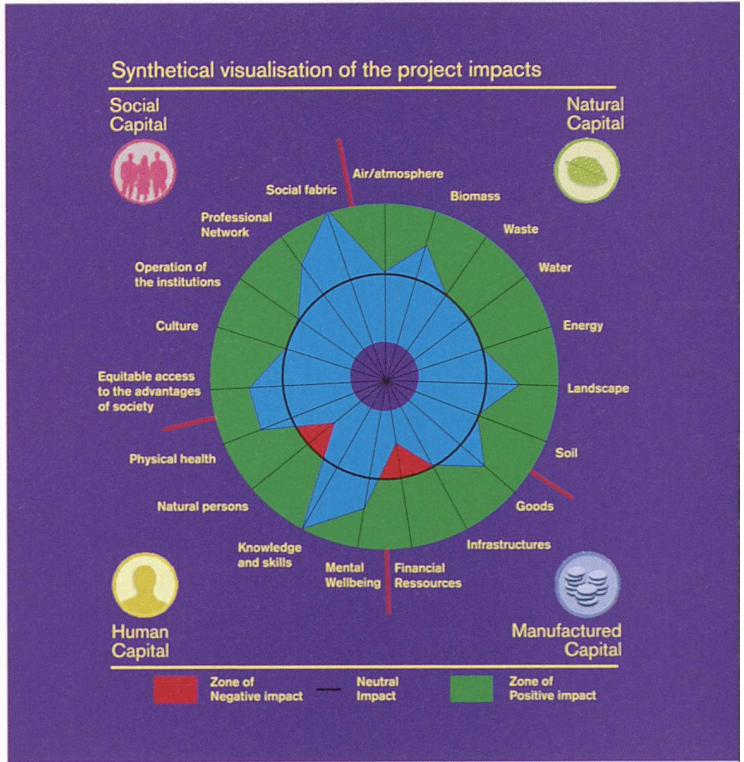 Synthetical visualisation of the project impacts
Social
Capital
Natural
Capital
Air/atmosphere
Social fabric
Biomass
Professional
Network
Waste
Operation of
the institutions
Water
Culture
Energy
Equitable access
to the advantages
of society
Landscape
Physical health
Soil
Natural persons
Goods
Knowledge
and skills
Infrastructures
Mental
Wellbeing
Financial
Ressources
Human
Capital
Manufactured
Capital
Zone of
Negative impact
Neutral
Impact
Zone of
Positive impact